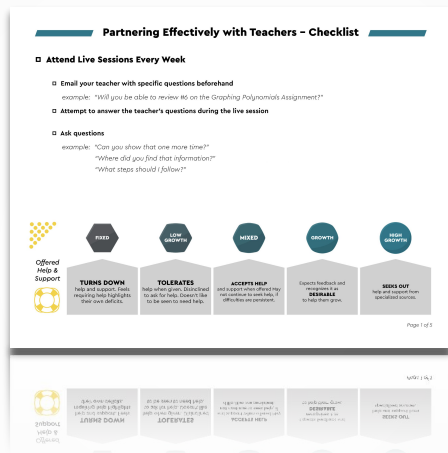 Partnering Effectively with Teachers – Checklist
Attend Live Sessions Every Week
Email your teacher with specific questions beforehand
example: "Will you be able to review #6 on the Graphing Polynomials Assignment?"
Attempt to answer the teacher's questions during the live session
Ask questions
example: "Can you show that one more time?"
"Where did you find that information?"
"What steps should I follow?"
FIXED
LOW
GROWTH
MIXED
GROWTH
HIGH
GROWTH
Offered
Help &
Support
TURNS DOWN
help and support. Feels
requiring help highlights
their own deficits.
TOLERATES
help when given. Disinclined
to ask for help. Doesn't like
to be seen to need help.
ACCEPTS HELP
and support when offered May
not continue to seek help, if
difficulties are persistent.
Expects feedback and
recognizes it as
DESIRABLE
to help them grow.
SEEKS OUT
help and support from
specialized sources.
Page 1 of 5